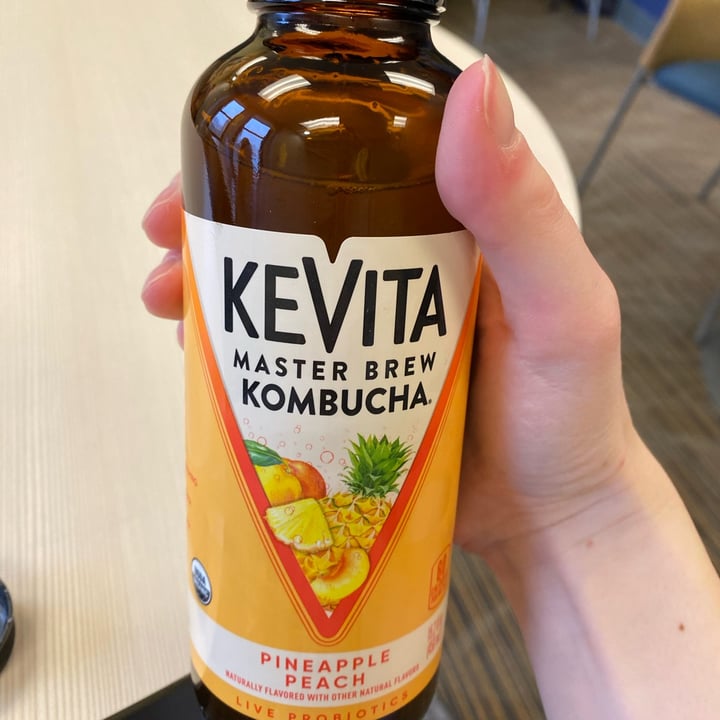 KEVITA
MASTER BREW
KOMBUCHA®
PINEAPPLE
PEACH
NATURALLY FLAVORED WITH OTHER NATURAL FLAVORS
LIVE PROBIOTICS